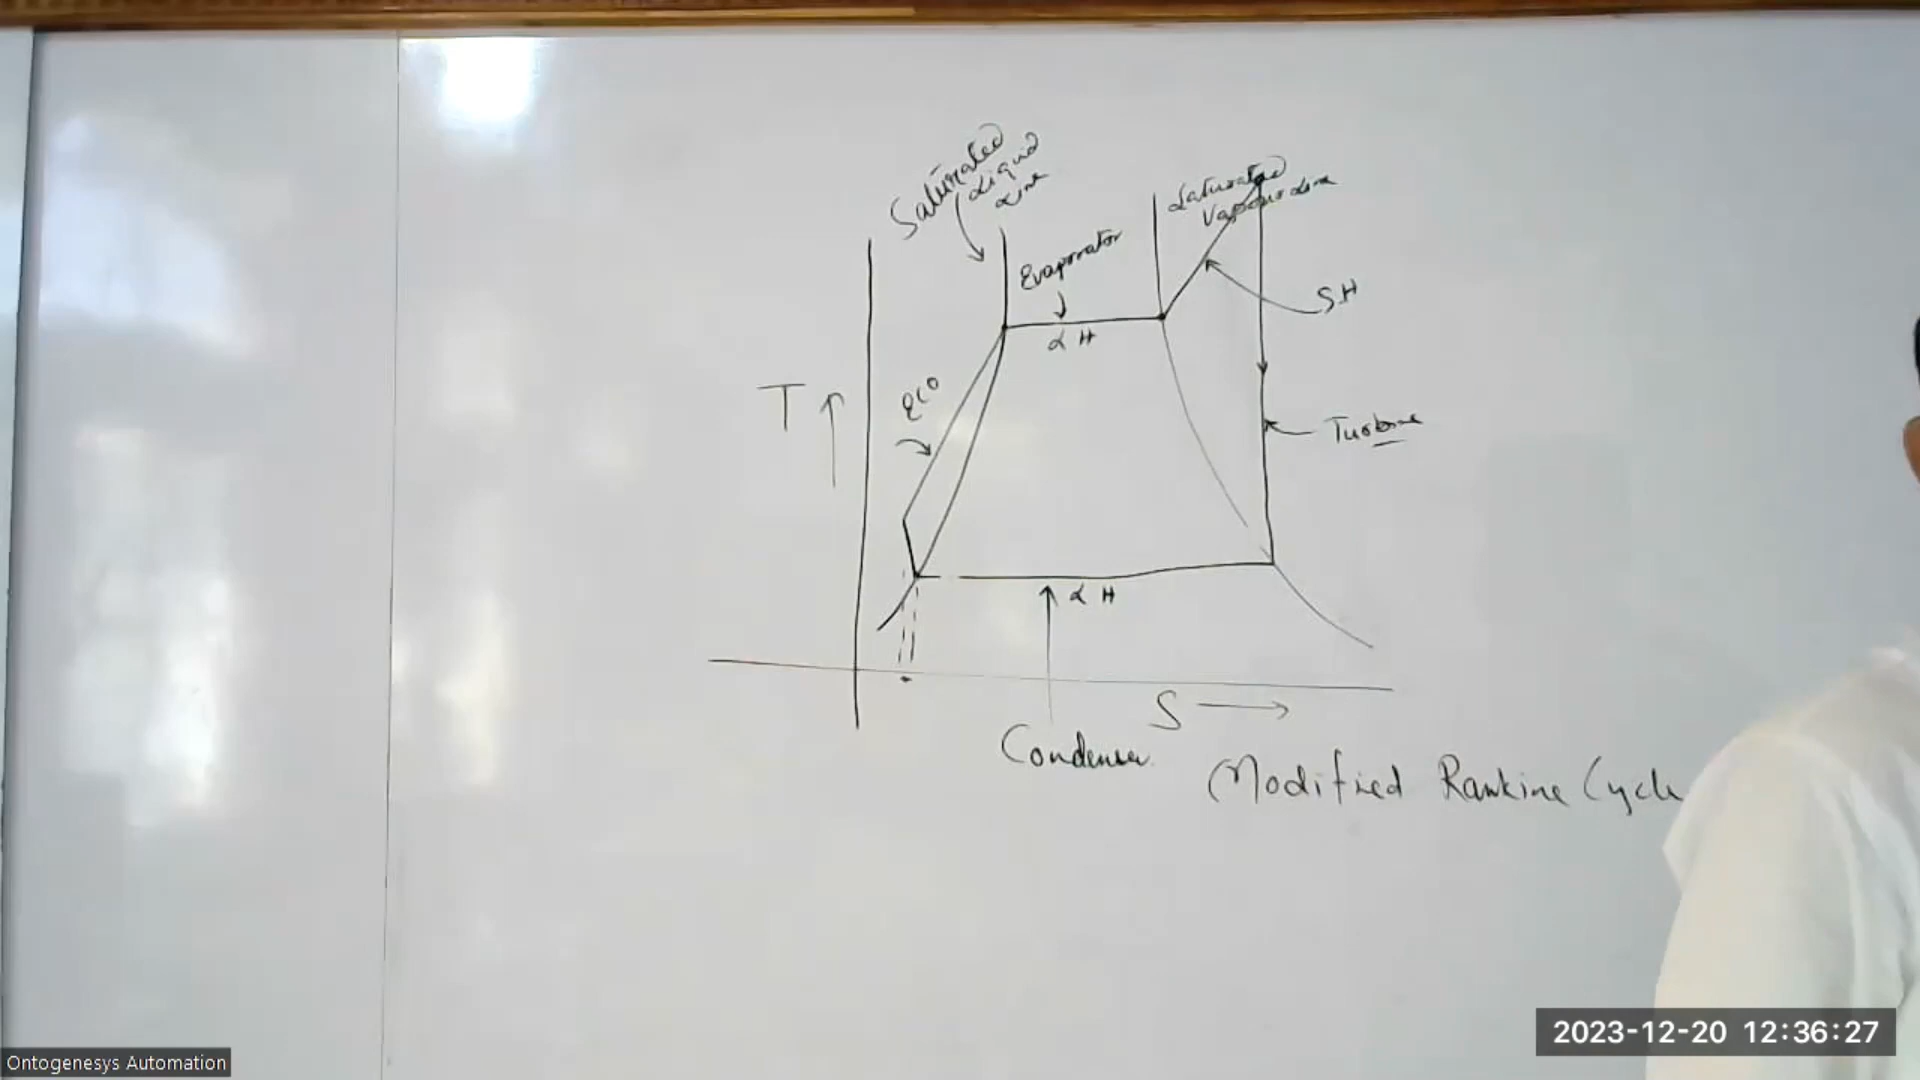 Saturated
Liquid
Line
Saturated
Vapour Line
Evaporator
S.H
L H
T
eco
Turbine
L H
S
Condenser
Modified Rankine Cycle
2023-12-20 12:36:27
Ontogenesys Automation